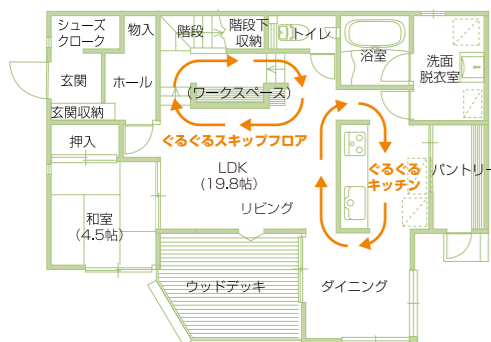 シューズ
クローク
物入
階段
階段下
収納
トイレ
浴室
洗面
脱衣室
玄関
ホール
(ワークスペース)
玄関収納
ぐるぐるスキップフロア
押入
LDK
(19.8帖)
ぐるぐる
キッチン
パントリー
リビング
和室
(4.5帖)
ウッドデッキ
ダイニング